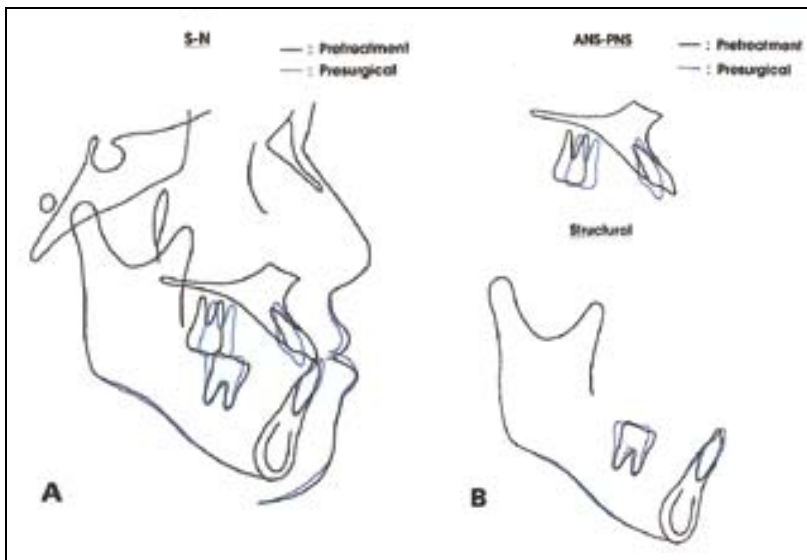 S-N
— : Pretreatment
— : Presurgical
A
ANS-PNS
— : Pretreatment
— : Presurgical
Structural
B